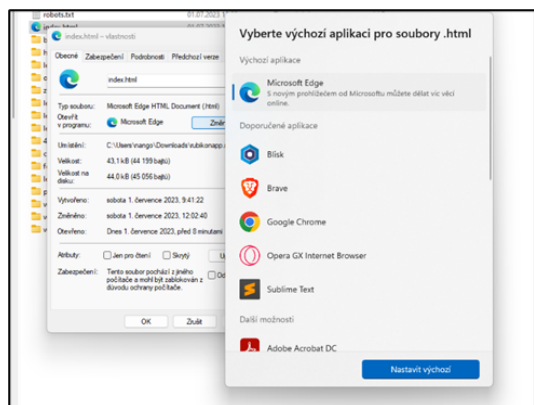 robots.txt
01.07.2023
index.html
index.html – vlastnosti
Obecné
Zabezpečení
Podrobnosti
Předchozí verze
index.html
Typ souboru: Microsoft Edge HTML Document (.html)
Otevřít
v programu:
Microsoft Edge
Změn
Umístění: C:\Users\nango\Downloads\rubikonapp.
Velikost: 43,1 kB (44 199 bajtů)
Velikost na
disku:
44,0 kB (45 056 bajtů)
Vytvořeno: sobota 1. července 2023, 9:41:22
Změněno: sobota 1. července 2023, 12:02:40
Otevřeno: Dnes 1. července 2023, před 8 minutami
Atributy: Jen pro čtení Skrytý
Zabezpečení: Tento soubor pochází z jiného
počítače a mohl být zablokován z
důvodu ochrany počítače.
OK
Zrušit
Vyberte výchozí aplikaci pro soubory .html
Výchozí aplikace
Microsoft Edge
S novým prohlížečem od Microsoftu můžete dělat víc věcí
online.
Doporučené aplikace
Blisk
Brave
Google Chrome
Opera GX Internet Browser
Sublime Text
Další možnosti
Adobe Acrobat DC
Nastavit výchozí